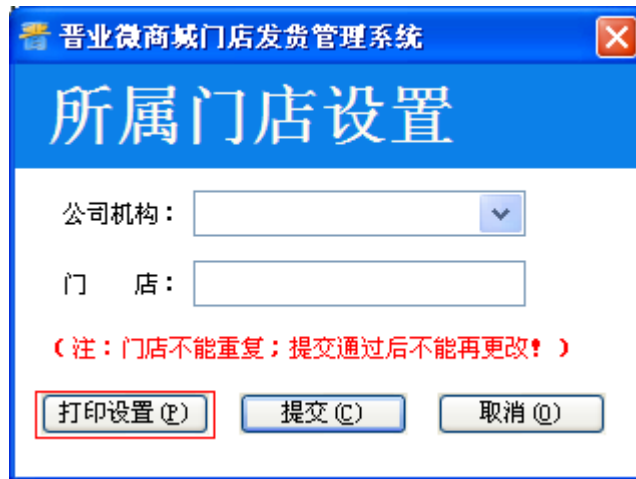 晋 晋业微商城门店发货管理系统
所属门店设置
公司机构：
门　　店：
（注：门店不能重复；提交通过后不能再更改！）
打印设置(P) 提交(C) 取消(Q)